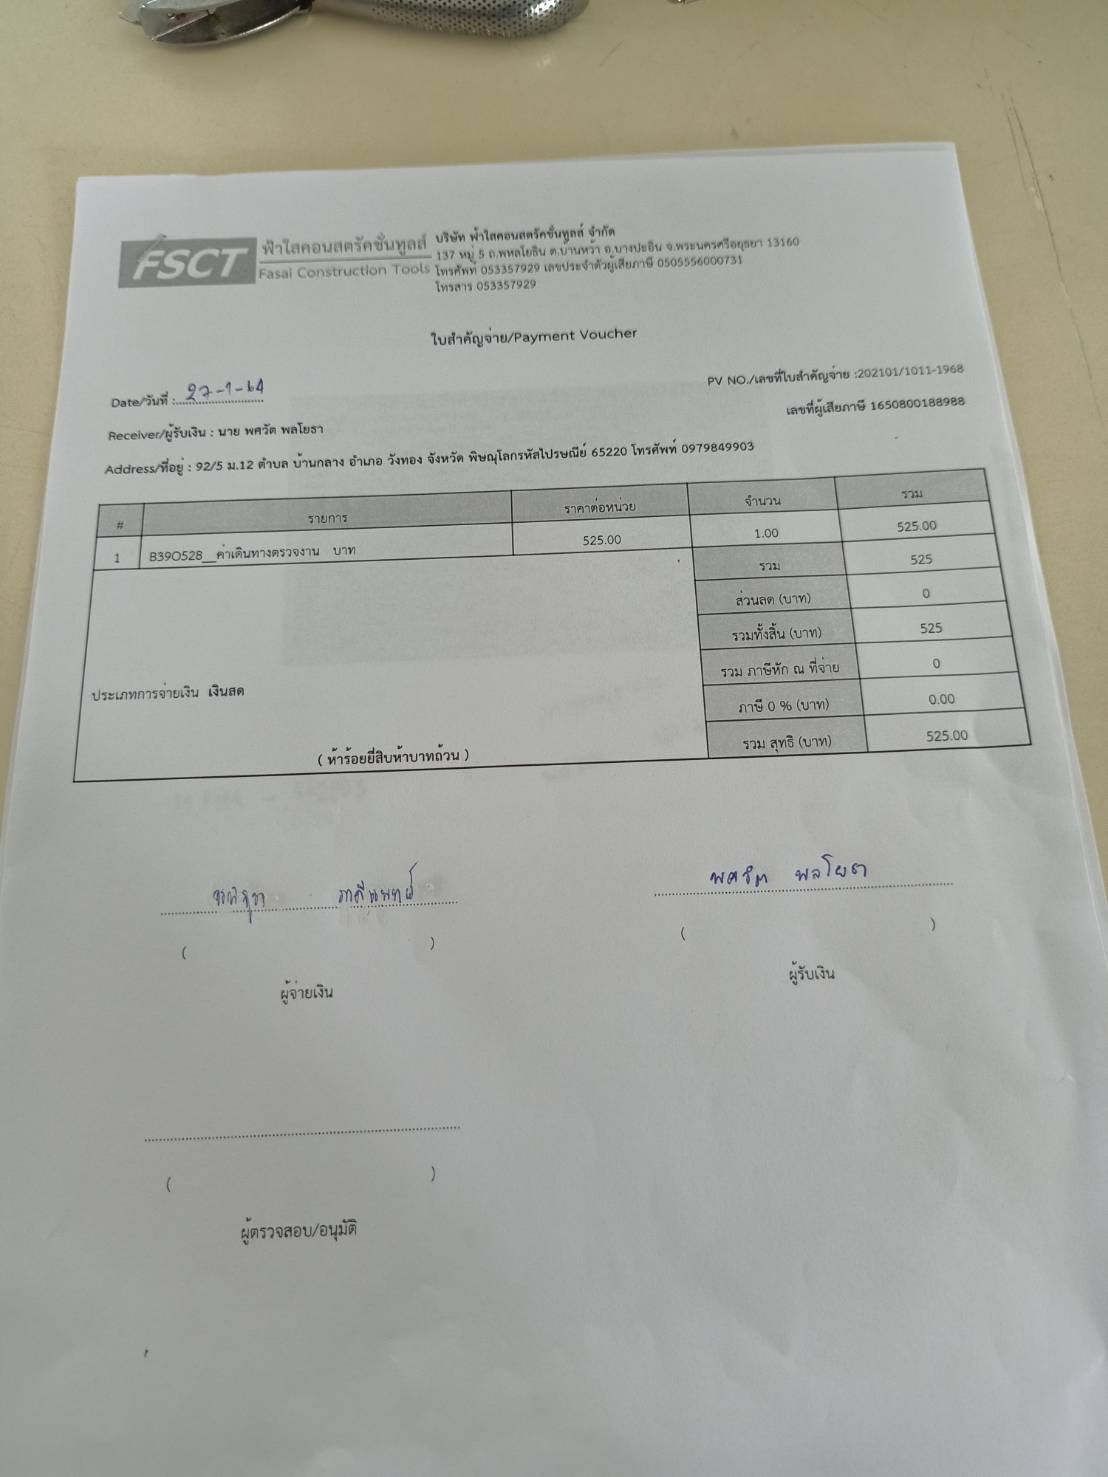 FSCT
ฟ้าใสคอนสตรัคชั่นทูลส์
Fasai Construction Tools
บริษัท ฟ้าใสคอนสตรัคชั่นทูลส์ จำกัด
137 หมู่ 5 ถ.พหลโยธิน ต.บ้านหว้า อ.บางปะอิน จ.พระนครศรีอยุธยา 13160
โทรศัพท์ 053357929 เลขประจำตัวผู้เสียภาษี 0505556000731
โทรสาร 053357929
ใบสำคัญจ่าย/Payment Voucher
PV NO./เลขที่ใบสำคัญจ่าย :202101/1011-1968
Date/วันที่ : 27-1-64
เลขที่ผู้เสียภาษี 1650800188988
Receiver/ผู้รับเงิน : นาย พศวัต พลโยธา
Address/ที่อยู่ : 92/5 ม.12 ตำบล บ้านกลาง อำเภอ วังทอง จังหวัด พิษณุโลกรหัสไปรษณีย์ 65220 โทรศัพท์ 0979849903
# รายการ ราคาต่อหน่วย จำนวน รวม
1 B390528__ค่าเดินทางตรวจงาน บาท 525.00 1.00 525.00
รวม 525
ส่วนลด (บาท) 0
รวมทั้งสิ้น (บาท) 525
รวม ภาษีหัก ณ ที่จ่าย 0
ประเภทการจ่ายเงิน เงินสด
ภาษี 0 % (บาท) 0.00
( ห้าร้อยยี่สิบห้าบาทถ้วน )
รวม สุทธิ (บาท) 525.00
พศวัต พลโยธา
( )
( )
ผู้จ่ายเงิน
ผู้รับเงิน
( )
ผู้ตรวจสอบ/อนุมัติ